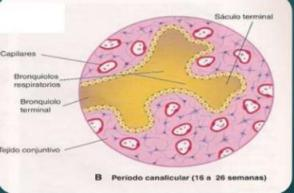 Sáculo terminal
Capilares
Bronquiolos
respiratorios
Bronquiolo
terminal
Tejido conjuntivo
B Período canalicular (16 a 26 semanas)